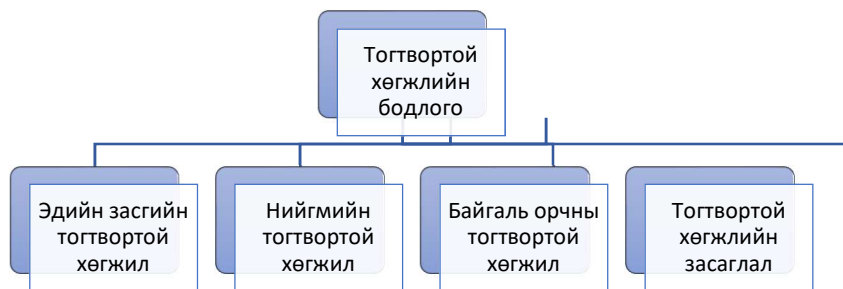 Тогтвортой
хөгжлийн
бодлого
Эдийн засгийн
тогтвортой
хөгжил
Нийгмийн
тогтвортой
хөгжил
Байгаль орчны
тогтвортой
хөгжил
Тогтвортой
хөгжлийн
засаглал